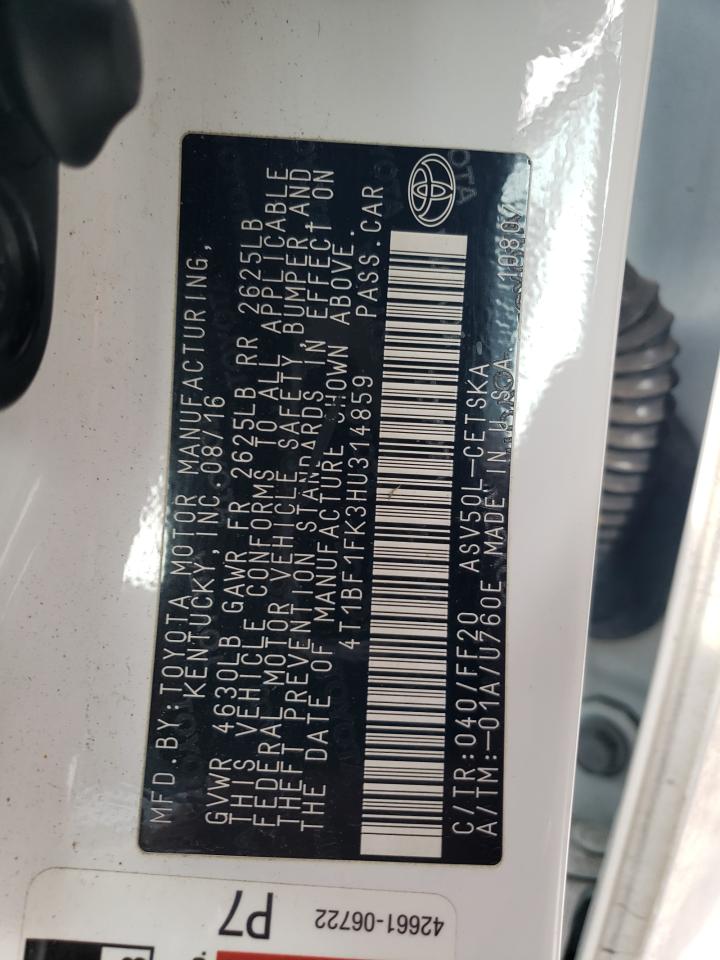 MFD.BY:TOYOTA MOTOR MANUFACTURING,
KENTUCKY, INC. 08/16
GVWR 4630LB GAWR FR 2625LB RR 2625LB
THIS VEHICLE CONFORMS TO ALL APPLICABLE
FEDERAL MOTOR VEHICLE SAFETY, BUMPER, AND
THEFT PREVENTION STANDARDS IN EFFECT ON
THE DATE OF MANUFACTURE SHOWN ABOVE.
4T1BF1FK3HU314859 PASS.CAR
C/TR:040/FF20 ASV50L-CETSKA
A/TM:-01A/U760E MADE IN U.S.A
P7
42661-06722